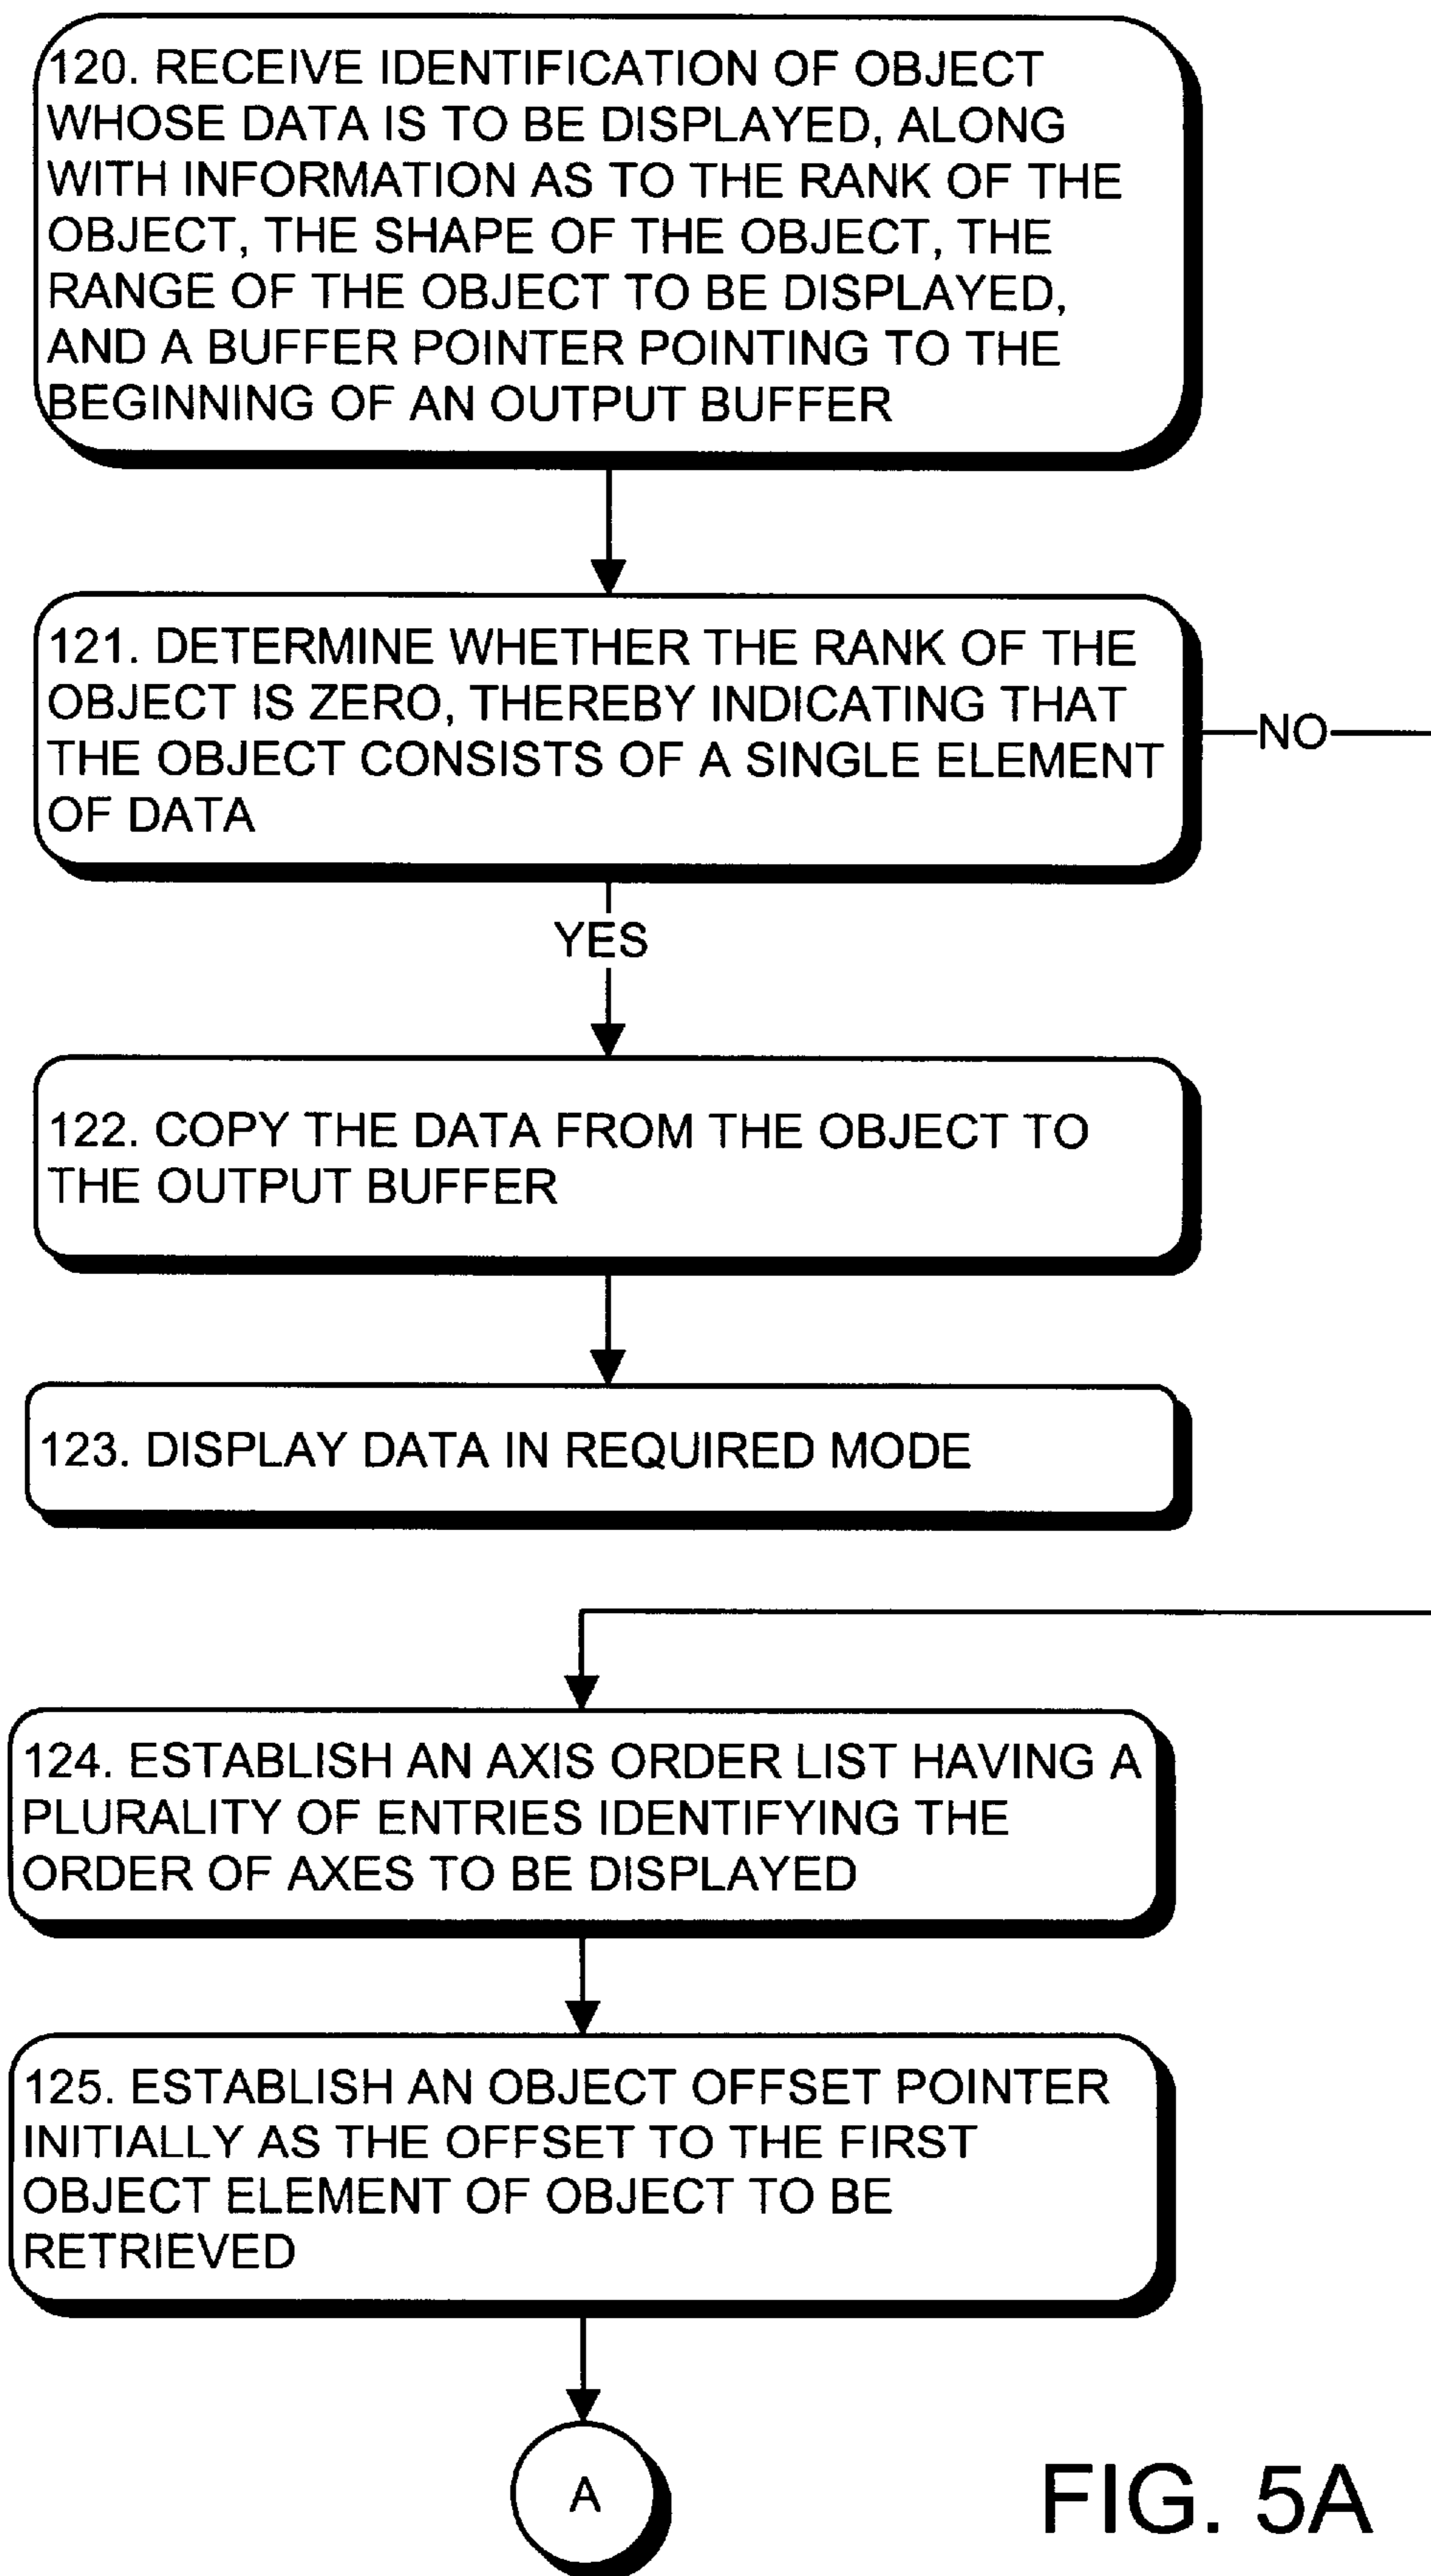 120. RECEIVE IDENTIFICATION OF OBJECT
WHOSE DATA IS TO BE DISPLAYED, ALONG
WITH INFORMATION AS TO THE RANK OF THE
OBJECT, THE SHAPE OF THE OBJECT, THE
RANGE OF THE OBJECT TO BE DISPLAYED,
AND A BUFFER POINTER POINTING TO THE
BEGINNING OF AN OUTPUT BUFFER
121. DETERMINE WHETHER THE RANK OF THE
OBJECT IS ZERO, THEREBY INDICATING THAT
THE OBJECT CONSISTS OF A SINGLE ELEMENT
OF DATA
NO
YES
122. COPY THE DATA FROM THE OBJECT TO
THE OUTPUT BUFFER
123. DISPLAY DATA IN REQUIRED MODE
124. ESTABLISH AN AXIS ORDER LIST HAVING A
PLURALITY OF ENTRIES IDENTIFYING THE
ORDER OF AXES TO BE DISPLAYED
125. ESTABLISH AN OBJECT OFFSET POINTER
INITIALLY AS THE OFFSET TO THE FIRST
OBJECT ELEMENT OF OBJECT TO BE
RETRIEVED
A
FIG. 5A